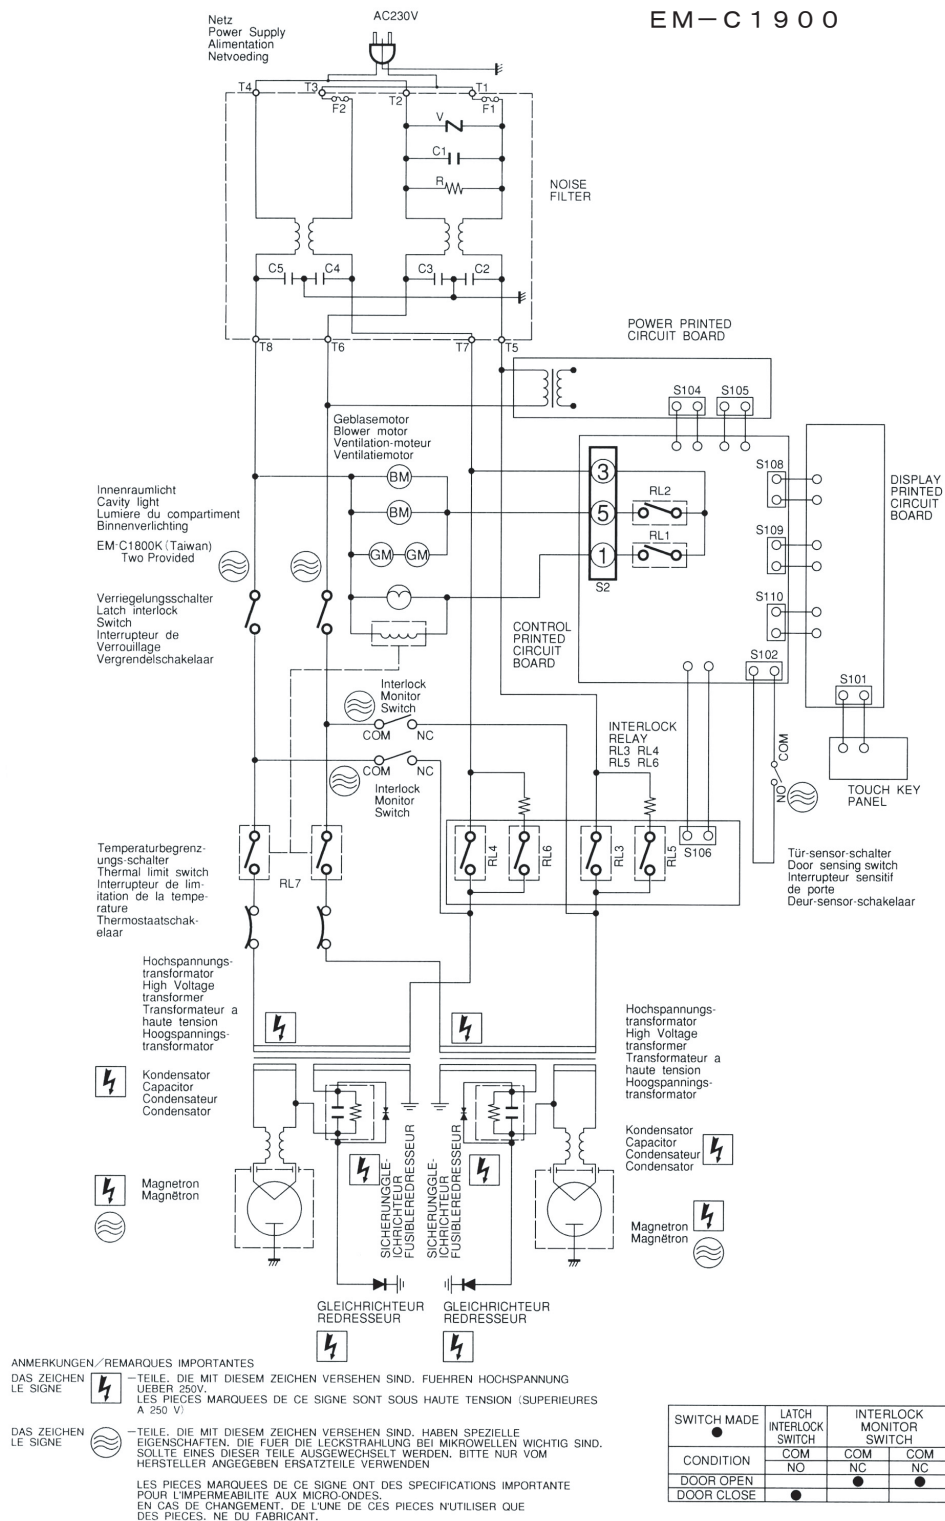 EM-C1900
Netz
Power Supply
Alimentation
Netvoeding
AC230V
T4
T3
T2
T1
F2
F1
V
C1
R
NOISE
FILTER
C5
C4
C3
C2
T8
T6
T7
T5
POWER PRINTED
CIRCUIT BOARD
S104
S105
Geblasemotor
Blower motor
Ventilation-moteur
Ventilatiemotor
BM
BM
GM
GM
3
5
1
S2
RL2
RL1
S108
S109
S110
S102
DISPLAY
PRINTED
CIRCUIT
BOARD
Innenraumlicht
Cavity light
Lumiere du compartiment
Binnenverlichting
EM-C1800K (Taiwan)
Two Provided
Verriegelungsschalter
Latch interlock
Switch
Interrupteur de
Verrouillage
Vergrendelschakelaar
CONTROL
PRINTED
CIRCUIT
BOARD
S101
Interlock
Monitor
Switch
COM
NC
COM
NC
Interlock
Monitor
Switch
INTERLOCK
RELAY
RL3 RL4
RL5 RL6
COM
NO
TOUCH KEY
PANEL
RL4
RL6
RL3
RL5
S106
RL7
Temperaturbegrenz-
ungs-schalter
Thermal limit switch
Interrupteur de lim-
itation de la tempe-
rature
Thermostaatschak-
elaar
Tür-sensor-schalter
Door sensing switch
Interrupteur sensitif
de porte
Deur-sensor-schakelaar
Hochspannungs-
transformator
High Voltage
transformer
Transformateur a
haute tension
Hoogspannings-
transformator
Hochspannungs-
transformator
High Voltage
transformer
Transformateur a
haute tension
Hoogspannings-
transformator
Kondensator
Capacitor
Condensateur
Condensator
Kondensator
Capacitor
Condensateur
Condensator
Magnetron
Magnëtron
Magnetron
Magnëtron
SICHERUNGGLE-
ICHRICHTEUR
FUSIBLEREDRESSEUR
SICHERUNGGLE-
ICHRICHTEUR
FUSIBLEREDRESSEUR
GLEICHRICHTEUR
REDRESSEUR
GLEICHRICHTEUR
REDRESSEUR
ANMERKUNGEN/REMARQUES IMPORTANTES
DAS ZEICHEN
LE SIGNE
—TEILE. DIE MIT DIESEM ZEICHEN VERSEHEN SIND. FUEHREN HOCHSPANNUNG
UEBER 250V.
LES PIECES MARQUEES DE CE SIGNE SONT SOUS HAUTE TENSION (SUPERIEURES
A 250 V)
DAS ZEICHEN
LE SIGNE
—TEILE. DIE MIT DIESEM ZEICHEN VERSEHEN SIND. HABEN SPEZIELLE
EIGENSCHAFTEN. DIE FUER DIE LECKSTRAHLUNG BEI MIKROWELLEN WICHTIG SIND.
SOLLTE EINES DIESER TEILE AUSGEWECHSELT WERDEN. BITTE NUR VOM
HERSTELLER ANGEGEBEN ERSATZTEILE VERWENDEN
LES PIECES MARQUEES DE CE SIGNE ONT DES SPECIFICATIONS IMPORTANTE
POUR L'IMPERMEABILITE AUX MICRO-ONDES.
EN CAS DE CHANGEMENT. DE L'UNE DE CES PIECES N'UTILISER QUE
DES PIECES. NE DU FABRICANT.
SWITCH MADE
LATCH
INTERLOCK
SWITCH
INTERLOCK
MONITOR
SWITCH
CONDITION
COM
COM
COM
NO
NC
NC
DOOR OPEN
DOOR CLOSE